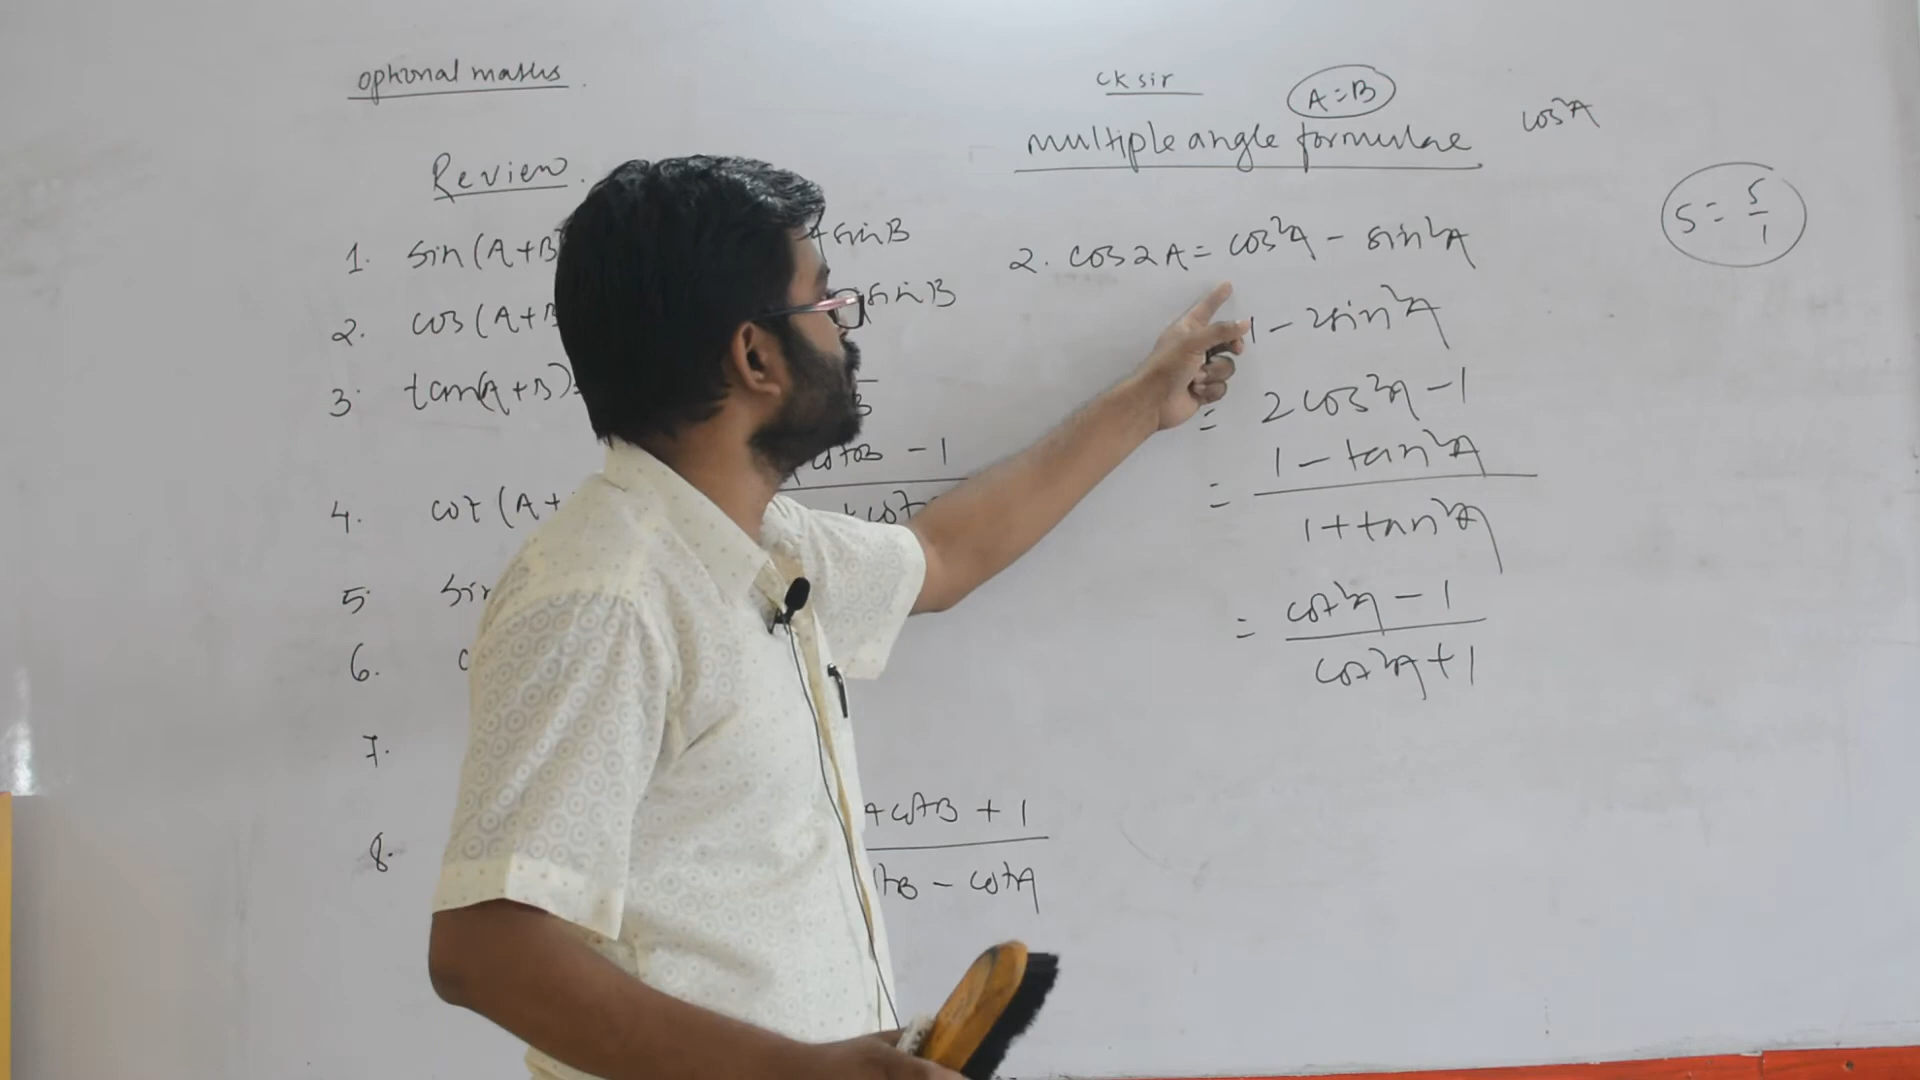 optional maths
Review.
1. sin(A+B sinB
2. cos(A+B sinB
3. tan(A+B)=
4. cot(A+ cotB - 1
5. sin
6.
7.
8. A cotB + 1
tB - cotA
ck sir
A=B
multiple angle formulae
cos²A
5 = 5/1
2. cos2A = cos²A - sin²A
1 - 2sin²A
= 2cos²A - 1
= 1 - tan²A
1 + tan²A
= cot²A - 1
cot²A + 1